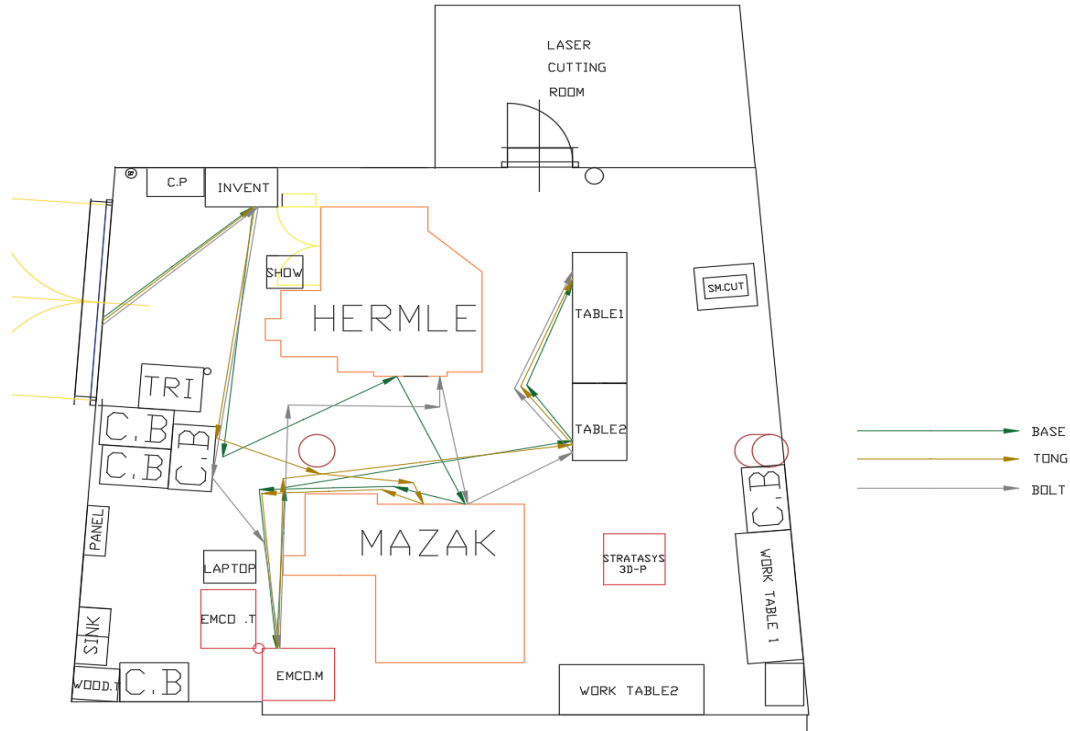 LASER
CUTTING
ROOM
C.P
INVENT
SHOW
HERMLE
TABLE1
SM.CUT
TRI
C.B
C.B
C.B
TABLE2
BASE
TONG
BOLT
C.B
PANEL
MAZAK
LAPTOP
STRATASYS
3D-P
WORK TABLE 1
EMCO .T
SINK
EMCO.M
WOOD.T
C.B
WORK TABLE2